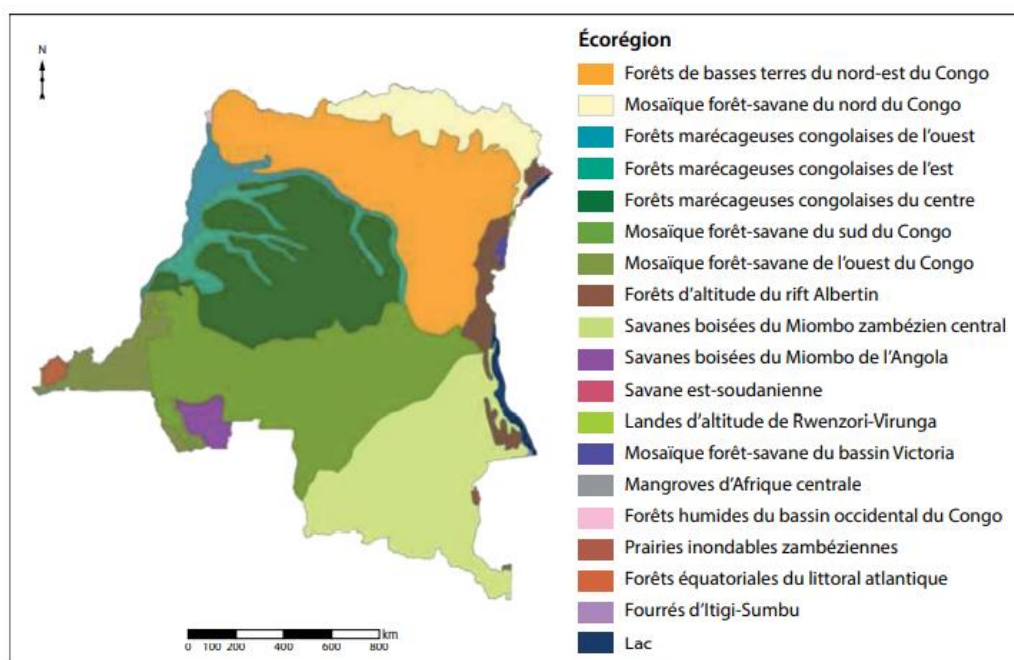 N
Écorégion
Forêts de basses terres du nord-est du Congo
Mosaïque forêt-savane du nord du Congo
Forêts marécageuses congolaises de l'ouest
Forêts marécageuses congolaises de l'est
Forêts marécageuses congolaises du centre
Mosaïque forêt-savane du sud du Congo
Mosaïque forêt-savane de l'ouest du Congo
Forêts d'altitude du rift Albertin
Savanes boisées du Miombo zambézien central
Savanes boisées du Miombo de l'Angola
Savane est-soudanienne
Landes d'altitude de Rwenzori-Virunga
Mosaïque forêt-savane du bassin Victoria
Mangroves d'Afrique centrale
Forêts humides du bassin occidental du Congo
Prairies inondables zambéziennes
Forêts équatoriales du littoral atlantique
Fourrés d'Itigi-Sumbu
Lac
km
0 100 200 400 600 800